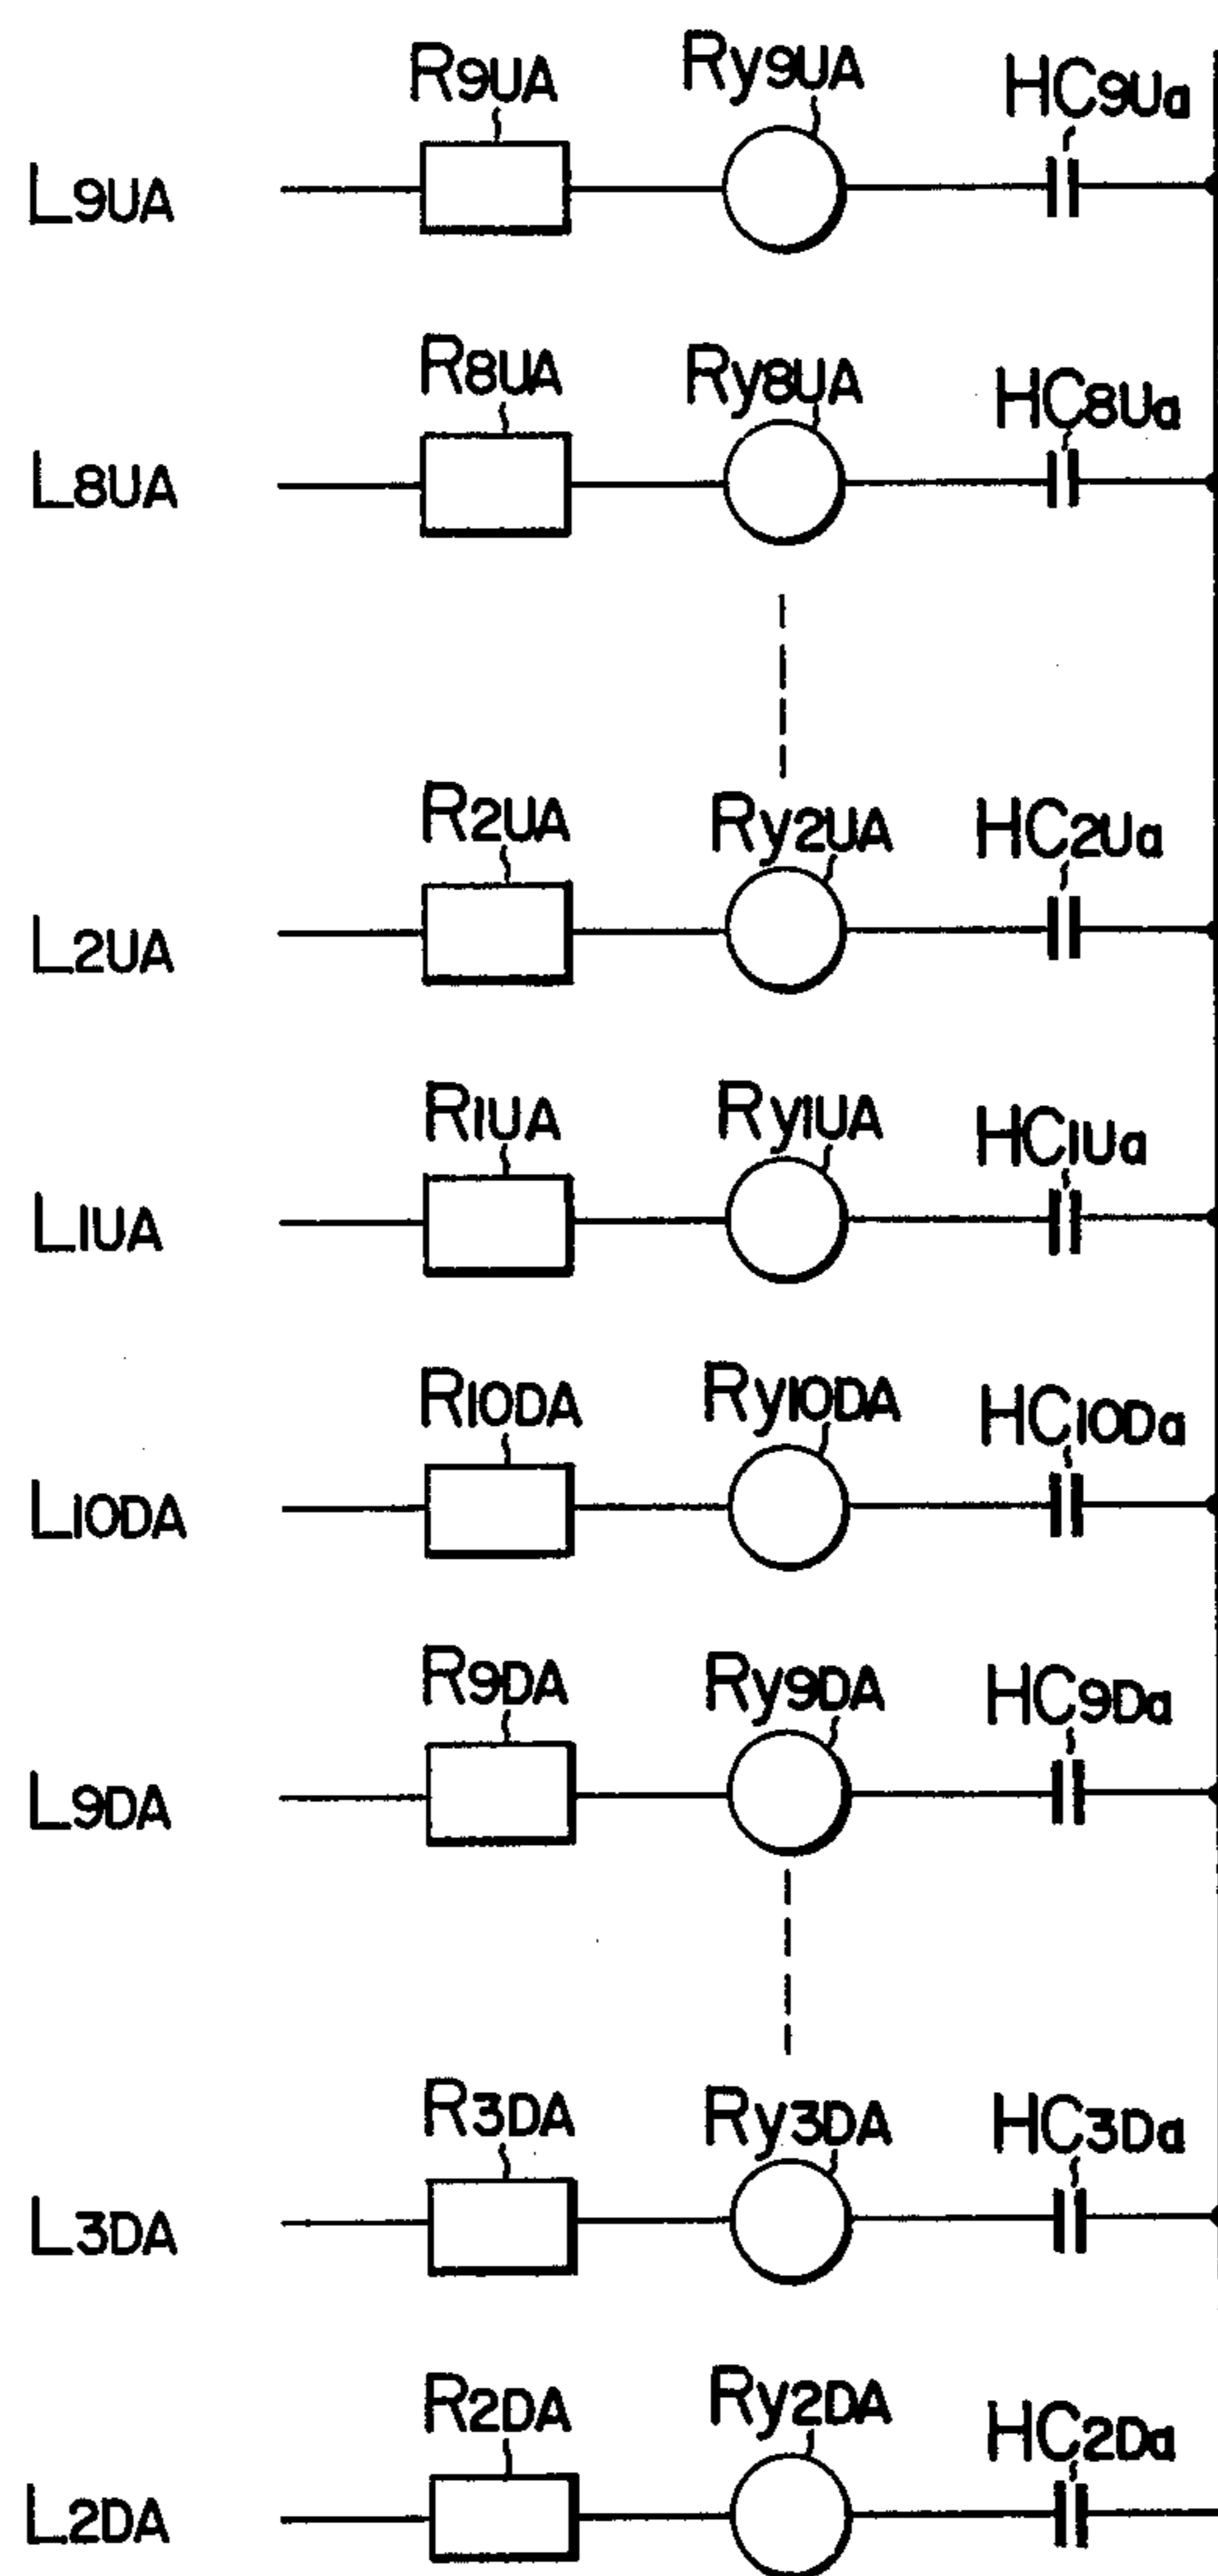 R9UA Ry9UA HC9Ua
L9UA
R8UA Ry8UA HC8Ua
L8UA
R2UA Ry2UA HC2Ua
L2UA
R1UA Ry1UA HC1Ua
L1UA
R10DA Ry10DA HC10Da
L10DA
R9DA Ry9DA HC9Da
L9DA
R3DA Ry3DA HC3Da
L3DA
R2DA Ry2DA HC2Da
L2DA